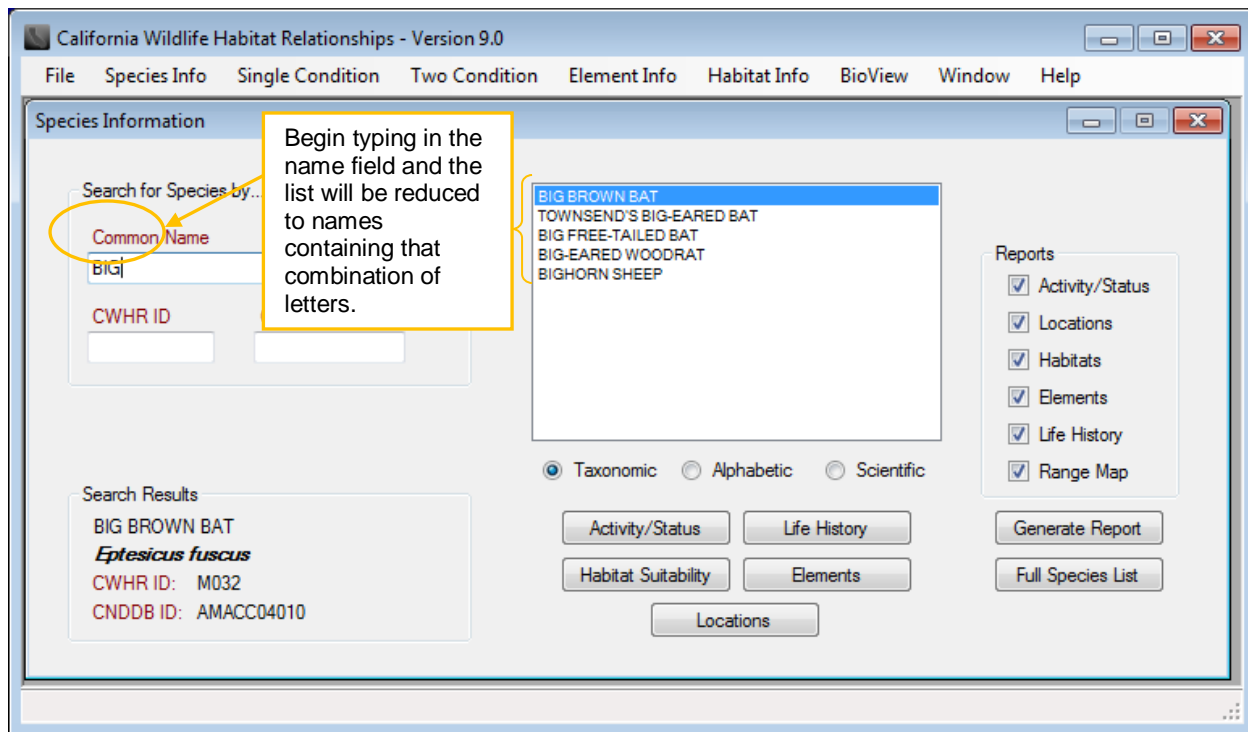 California Wildlife Habitat Relationships - Version 9.0
File Species Info Single Condition Two Condition Element Info Habitat Info BioView Window Help
Species Information
Begin typing in the
name field and the
list will be reduced
to names
containing that
combination of
letters.
Search for Species by...
Common Name
BIG
CWHR ID
BIG BROWN BAT
TOWNSEND'S BIG-EARED BAT
BIG FREE-TAILED BAT
BIG-EARED WOODRAT
BIGHORN SHEEP
Taxonomic Alphabetic Scientific
Reports
Activity/Status
Locations
Habitats
Elements
Life History
Range Map
Search Results
BIG BROWN BAT
Eptesicus fuscus
CWHR ID: M032
CNDDB ID: AMACC04010
Activity/Status Life History
Habitat Suitability Elements
Locations
Generate Report
Full Species List